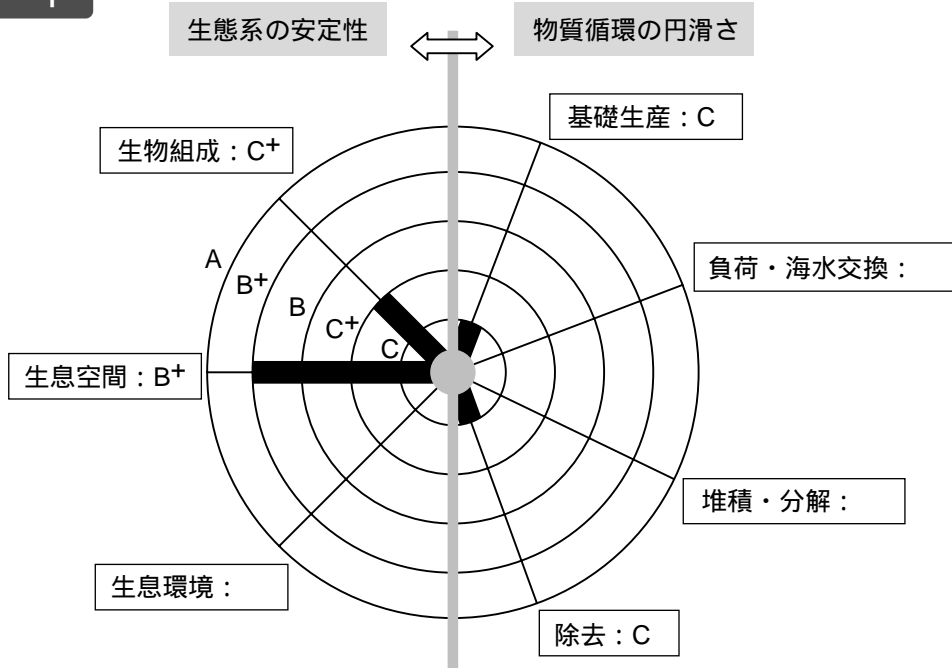 生態系の安定性
物質循環の円滑さ
基礎生産：C
生物組成：C+
負荷・海水交換：
A
B+
B
C+
C
生息空間：B+
堆積・分解：
生息環境：
除去：C